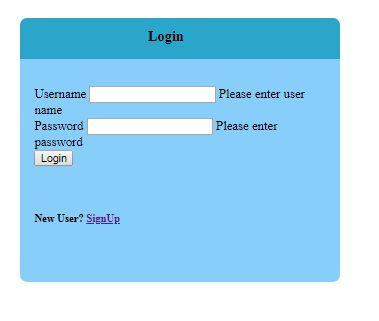 Login
Username Please enter user
name
Password Please enter
password
Login
New User? SignUp